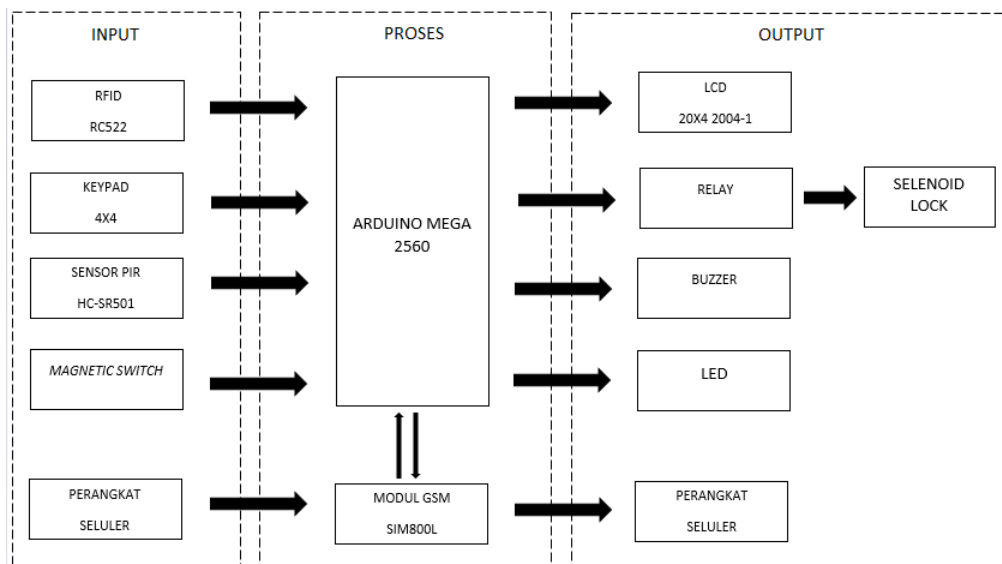 INPUT
RFID
RC522
KEYPAD
4X4
SENSOR PIR
HC-SR501
MAGNETIC SWITCH
PERANGKAT
SELULER
PROSES
ARDUINO MEGA
2560
MODUL GSM
SIM800L
OUTPUT
LCD
20X4 2004-1
RELAY
SELENOID
LOCK
BUZZER
LED
PERANGKAT
SELULER